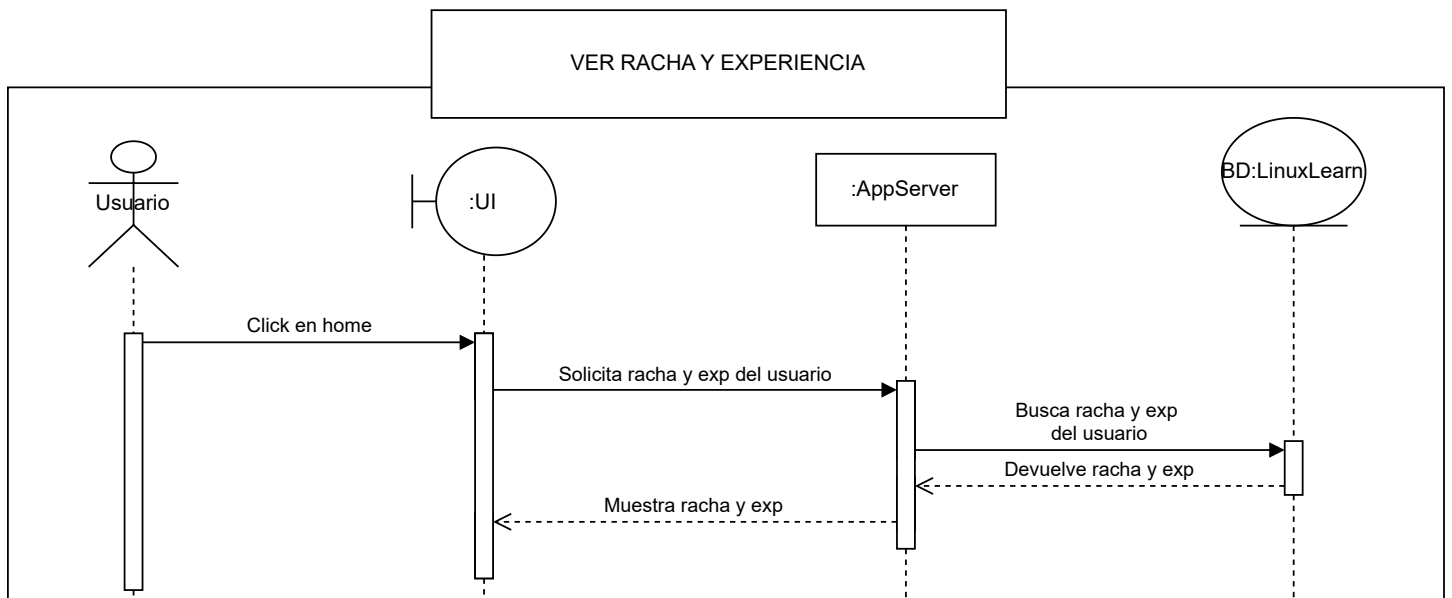 VER RACHA Y EXPERIENCIA
Usuario
:UI
:AppServer
BD:LinuxLearn
Click en home
Solicita racha y exp del usuario
Busca racha y exp
del usuario
Devuelve racha y exp
Muestra racha y exp